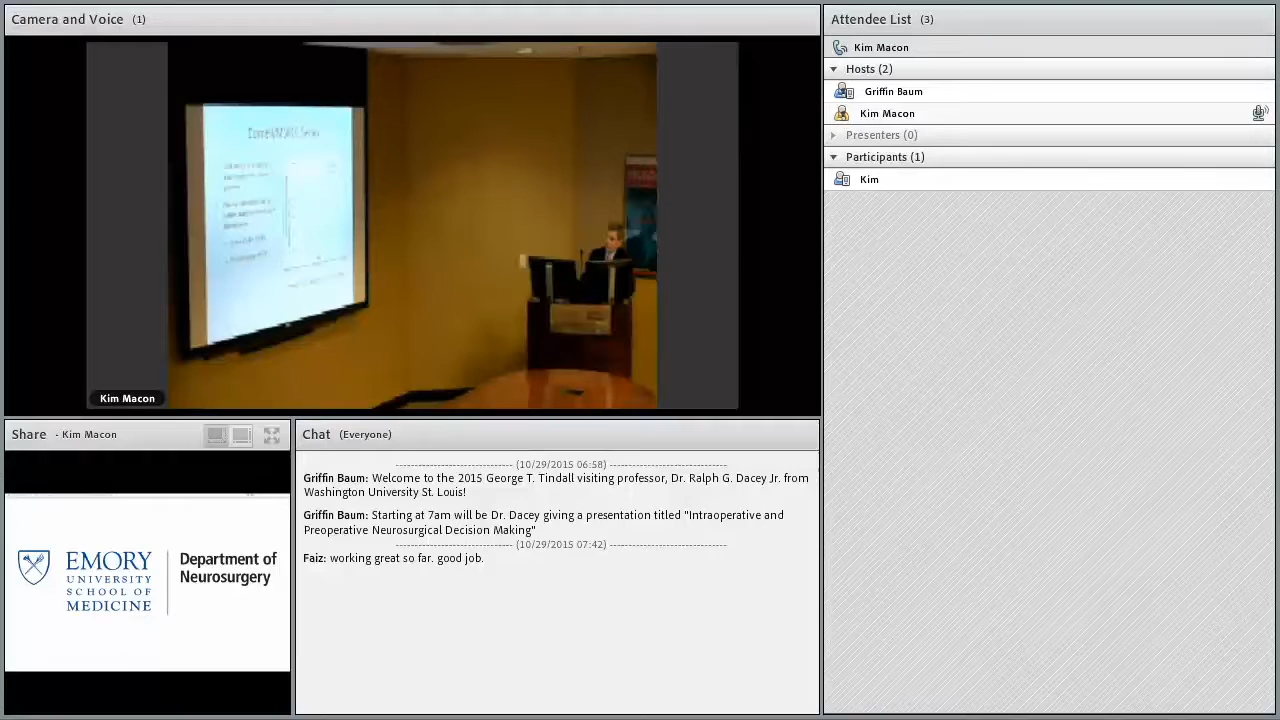 Camera and Voice (1)
Kim Macon
Share - Kim Macon
EMORY
UNIVERSITY
SCHOOL OF
MEDICINE
Department of
Neurosurgery
Chat (Everyone)
------------------------------- (10/29/2015 06:58) -------------------------------
Griffin Baum: Welcome to the 2015 George T. Tindall visiting professor, Dr. Ralph G. Dacey Jr. from
Washington University St. Louis!
Griffin Baum: Starting at 7am will be Dr. Dacey giving a presentation titled "Intraoperative and
Preoperative Neurosurgical Decision Making"
------------------------------- (10/29/2015 07:42) -------------------------------
Faiz: working great so far. good job.
Attendee List (3)
Kim Macon
Hosts (2)
Griffin Baum
Kim Macon
Presenters (0)
Participants (1)
Kim